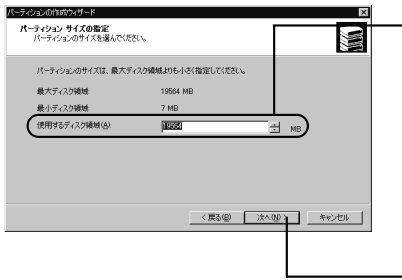 パーティションの作成ウィザード
パーティション サイズの指定
パーティションのサイズを選んでください。
パーティションのサイズは、最大ディスク領域よりも小さく指定してください。
最大ディスク領域: 19564 MB
最小ディスク領域: 7 MB
使用するディスク領域(A): 19564 MB
< 戻る(B) 次へ(N) > キャンセル